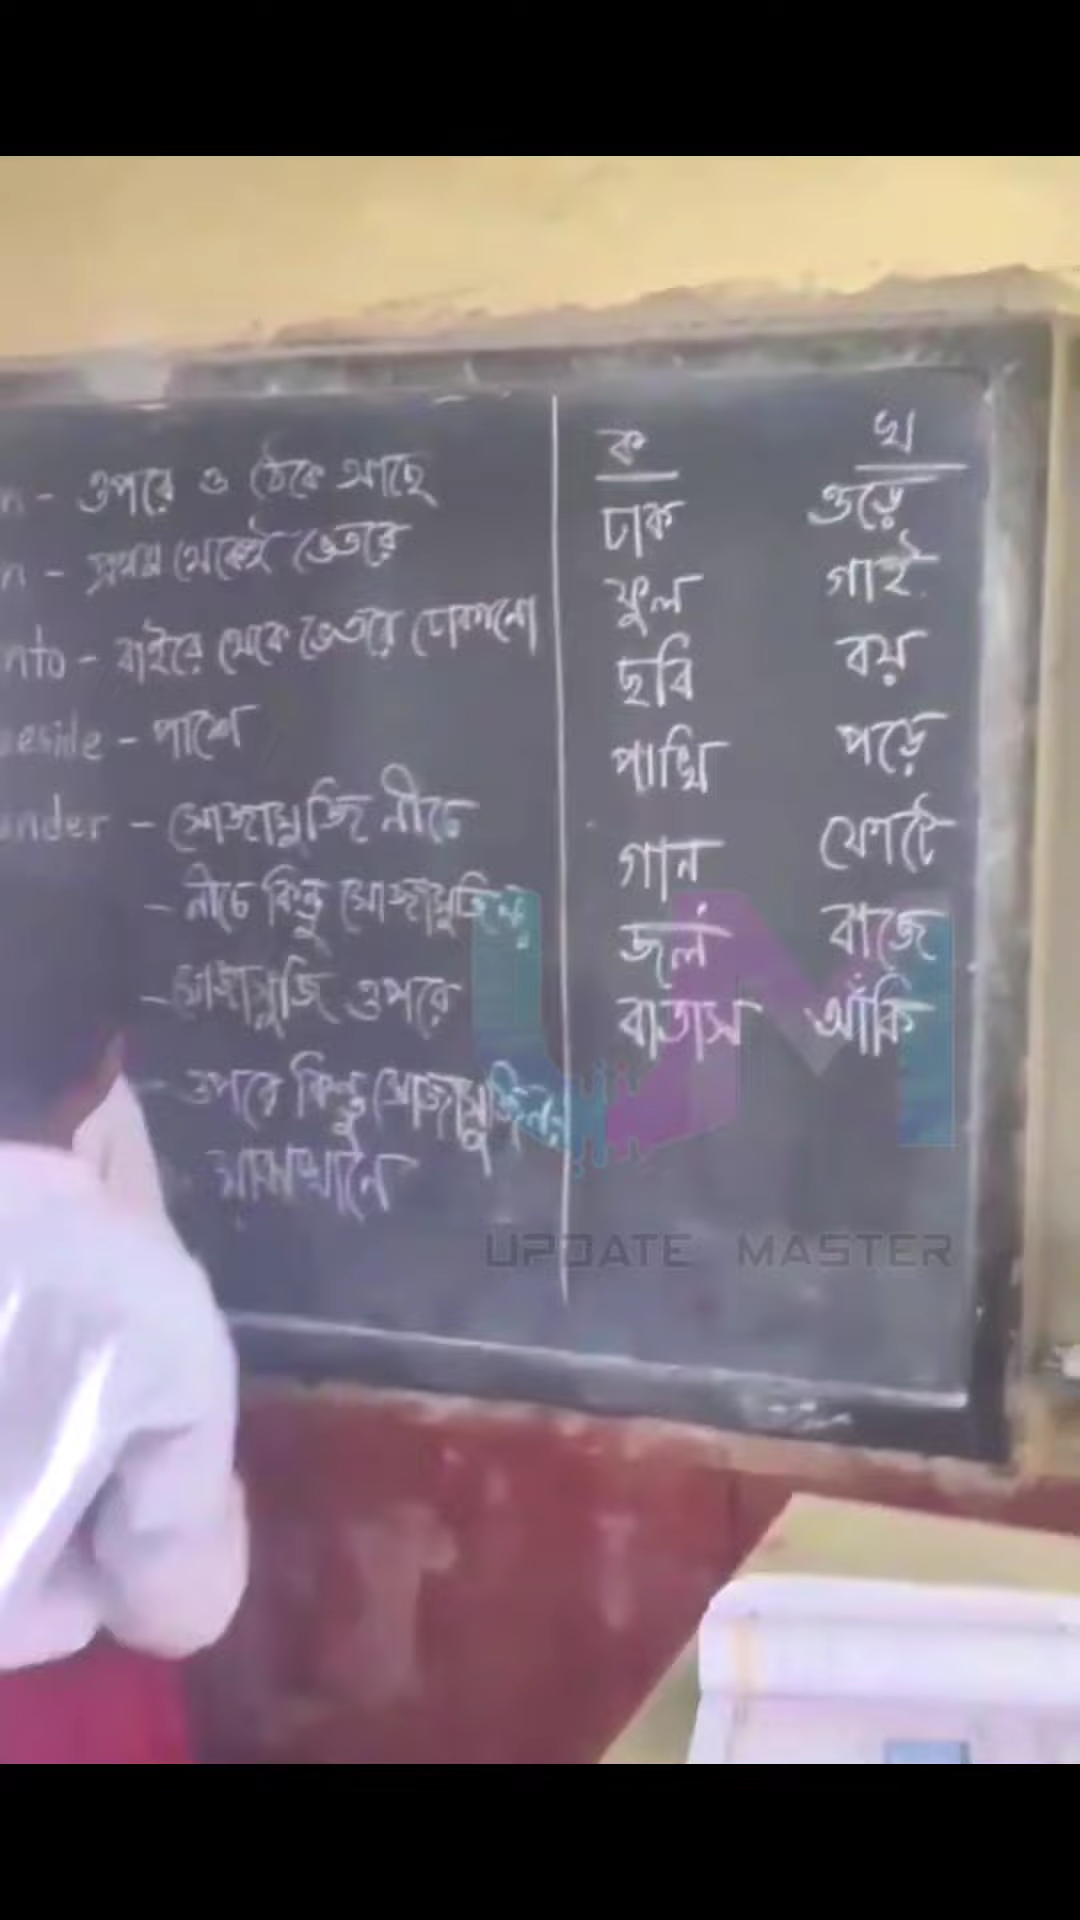 n - ওপরে ও ঠেকে আছে
n - প্রথম থেকেই ভেতরে
nto - বাইরে থেকে ভেতরে ঢোকানো
eside - পাশে
under - সোজাসুজি নীচে
- নীচে কিন্তু সোজাসুজি নয়
- সোজাসুজি ওপরে
- ওপরে কিন্তু সোজাসুজি নয়
মাঝখানে
ক খ
ঢাক ওড়ে
ফুল গাই
ছবি বয়
পাখি পড়ে
গান ফোটে
জল বাজে
বাতাস আঁকি
UPDATE MASTER